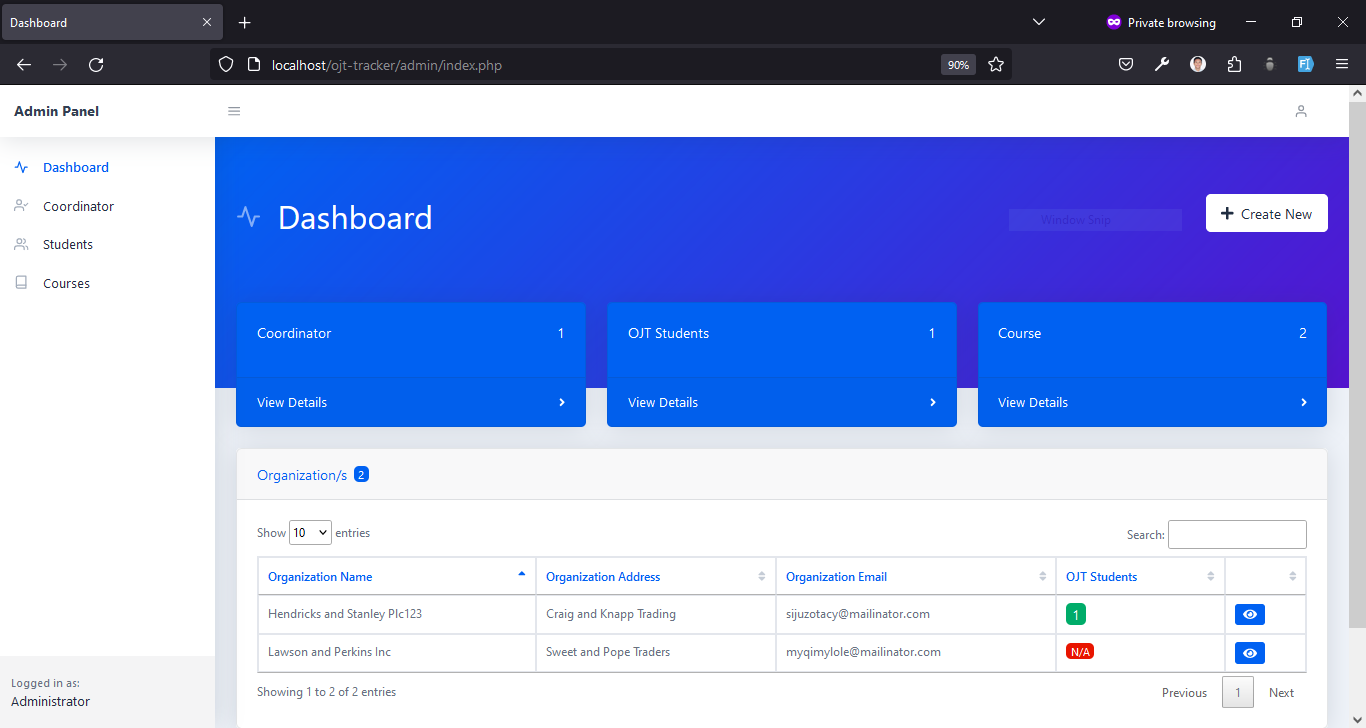 Dashboard
Private browsing
localhost/ojt-tracker/admin/index.php
90%
Admin Panel
Dashboard
Coordinator
Students
Courses
Logged in as:
Administrator
Dashboard
Window Snip
Create New
Coordinator 1
View Details
OJT Students 1
View Details
Course 2
View Details
Organization/s 2
Show 10 entries
Search:
Organization Name Organization Address Organization Email OJT Students
Hendricks and Stanley Plc123 Craig and Knapp Trading sijuzotacy@mailinator.com 1
Lawson and Perkins Inc Sweet and Pope Traders myqimylole@mailinator.com N/A
Showing 1 to 2 of 2 entries
Previous 1 Next